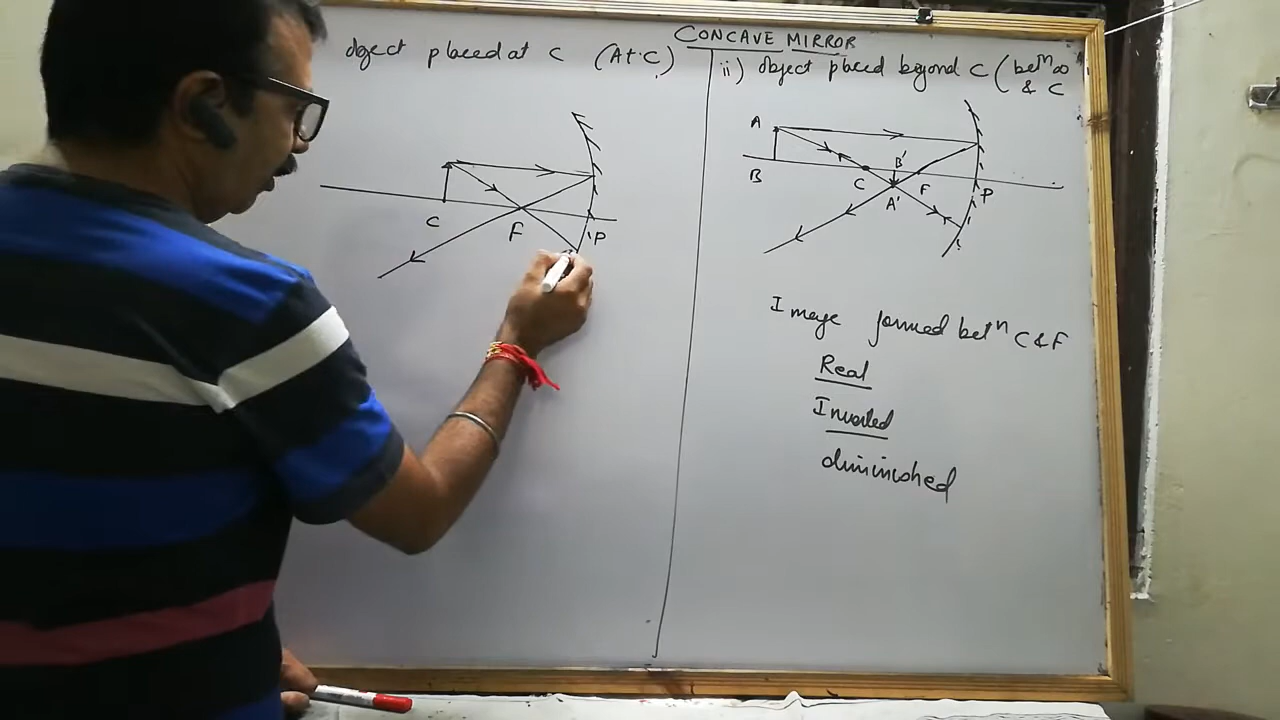 CONCAVE MIRROR
object placed at C (At C)
C
F
P
ii) object placed beyond C (betⁿ ∞
& C
A
B
B'
C
F
A'
P
Image formed betⁿ C & F
Real
Inverted
diminished